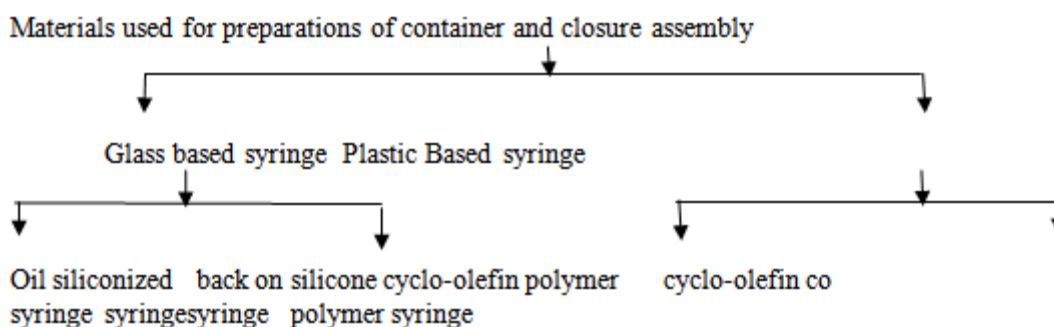 Materials used for preparations of container and closure assembly
Glass based syringe Plastic Based syringe
Oil siliconized back on silicone cyclo-olefin polymer cyclo-olefin co
syringe syringesyringe polymer syringe